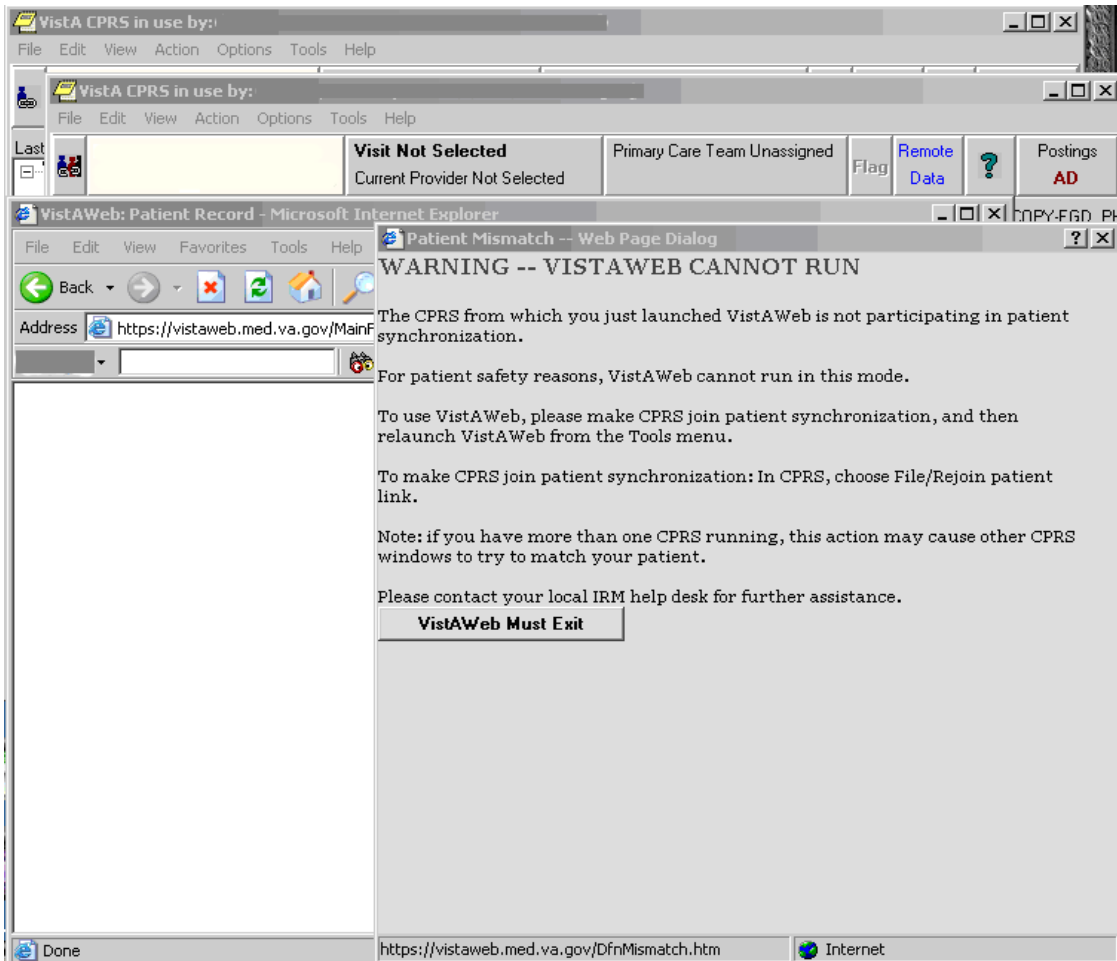 VistA CPRS in use by:
File Edit View Action Options Tools Help
VistA CPRS in use by:
File Edit View Action Options Tools Help
Last
Visit Not Selected
Current Provider Not Selected
Primary Care Team Unassigned
Flag
Remote
Data
?
Postings
AD
VistAWeb: Patient Record - Microsoft Internet Explorer
File Edit View Favorites Tools Help
Back
Address https://vistaweb.med.va.gov/MainF
Patient Mismatch -- Web Page Dialog
WARNING -- VISTAWEB CANNOT RUN
The CPRS from which you just launched VistAWeb is not participating in patient
synchronization.
For patient safety reasons, VistAWeb cannot run in this mode.
To use VistAWeb, please make CPRS join patient synchronization, and then
relaunch VistAWeb from the Tools menu.
To make CPRS join patient synchronization: In CPRS, choose File/Rejoin patient
link.
Note: if you have more than one CPRS running, this action may cause other CPRS
windows to try to match your patient.
Please contact your local IRM help desk for further assistance.
VistAWeb Must Exit
Done
https://vistaweb.med.va.gov/DfnMismatch.htm
Internet